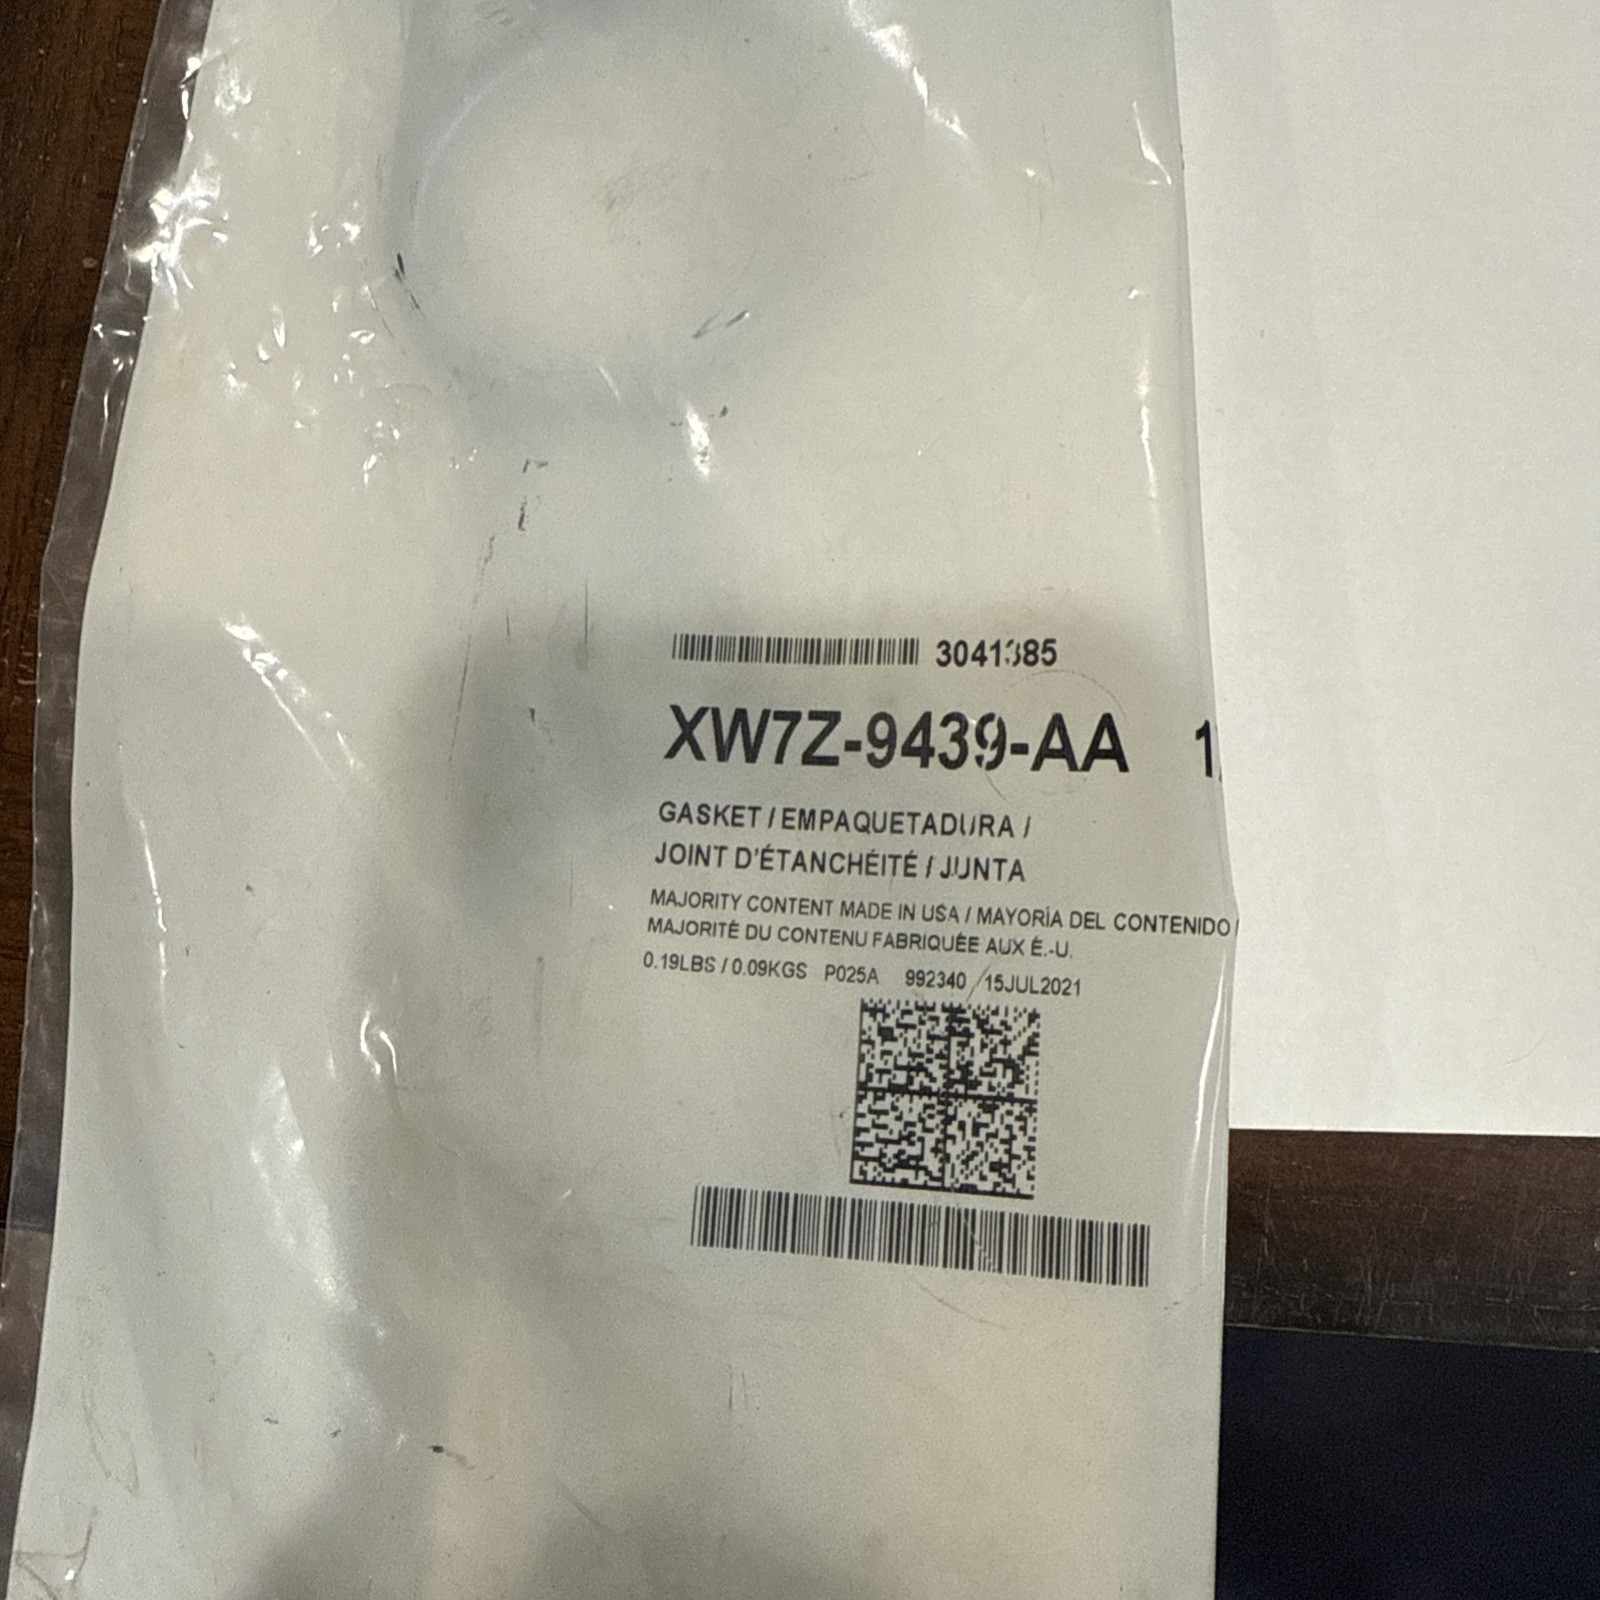 3041385
XW7Z-9439-AA 1
GASKET / EMPAQUETADURA /
JOINT D'ÉTANCHÉITÉ / JUNTA
MAJORITY CONTENT MADE IN USA / MAYORÍA DEL CONTENIDO
MAJORITÉ DU CONTENU FABRIQUÉE AUX É.-U.
0.19LBS / 0.09KGS P025A 992340 15JUL2021